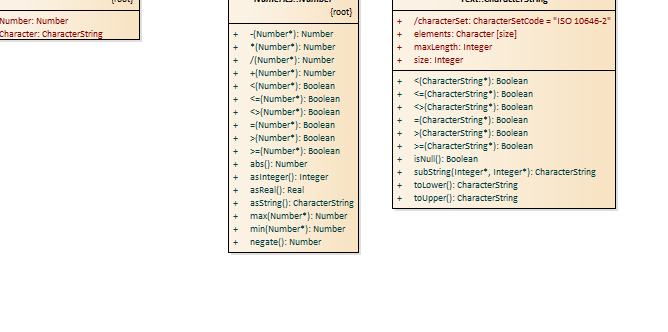 {root}
Number: Number
Character: CharacterString
Numerics::Number
{root}
+ -(Number*): Number
+ *(Number*): Number
+ /(Number*): Number
+ +(Number*): Number
+ <(Number*): Boolean
+ <=(Number*): Boolean
+ <>(Number*): Boolean
+ =(Number*): Boolean
+ >(Number*): Boolean
+ >=(Number*): Boolean
+ abs(): Number
+ asInteger(): Integer
+ asReal(): Real
+ asString(): CharacterString
+ max(Number*): Number
+ min(Number*): Number
+ negate(): Number
Text::CharacterString
+ /characterSet: CharacterSetCode = "ISO 10646-2"
+ elements: Character [size]
+ maxLength: Integer
+ size: Integer
+ <(CharacterString*): Boolean
+ <=(CharacterString*): Boolean
+ <>(CharacterString*): Boolean
+ =(CharacterString*): Boolean
+ >(CharacterString*): Boolean
+ >=(CharacterString*): Boolean
+ isNull(): Boolean
+ subString(Integer*, Integer*): CharacterString
+ toLower(): CharacterString
+ toUpper(): CharacterString